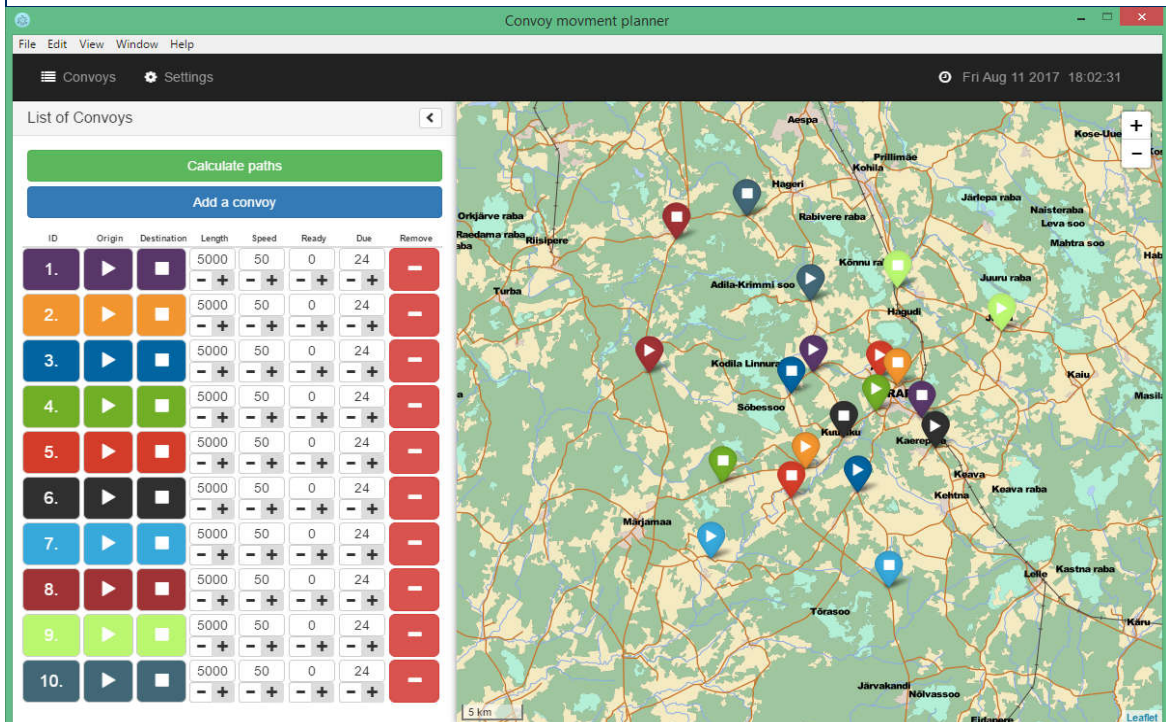 Convoy movment planner
File Edit View Window Help
Convoys Settings Fri Aug 11 2017 18:02:31
List of Convoys
Calculate paths
Add a convoy
ID Origin Destination Length Speed Ready Due Remove
1. 5000 50 0 24
- + - + - + - +
2. 5000 50 0 24
- + - + - + - +
3. 5000 50 0 24
- + - + - + - +
4. 5000 50 0 24
- + - + - + - +
5. 5000 50 0 24
- + - + - + - +
6. 5000 50 0 24
- + - + - + - +
7. 5000 50 0 24
- + - + - + - +
8. 5000 50 0 24
- + - + - + - +
9. 5000 50 0 24
- + - + - + - +
10. 5000 50 0 24
- + - + - + - +
+
-
Aespa
Kose-Uue
Prillimäe
Kohila
Hageri
Järlepa raba
Naisteraba
Leva soo
Orkjärve raba
Rabivere raba
Raedama raba
Riisipere
Mahtra soo
Könnu
Adila-Krimmi soo
Juuru raba
Turba
Hagudi
Kodila
Kaiu
Sõbessoo
Keava
Kehtna
Keava raba
Märjamaa
Lelle
Kastna raba
Tõrasoo
Käru
Järvakandi
Nõlvassoo
Eidapere
5 km
Leaflet